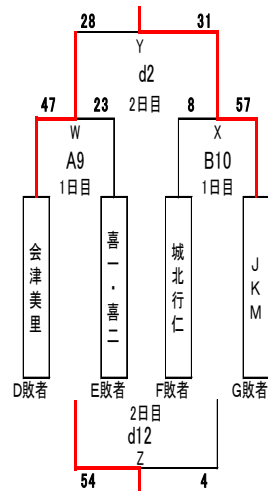 28 31
Y
d2
2日目
47 23 8 57
W X
A9 B10
1日目 1日目
会津美里 喜一・喜二 城北行仁 JKM
D敗者 E敗者 F敗者 G敗者
2日目
d12
Z
54 4